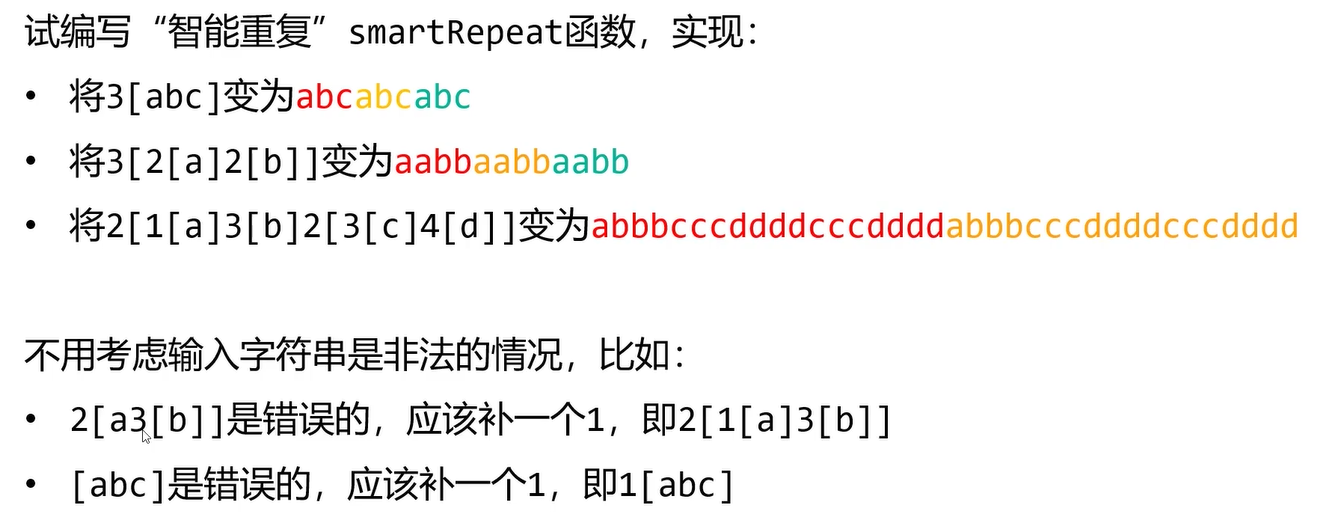 试编写“智能重复”smartRepeat函数，实现：
• 将3[abc]变为abcabcabc
• 将3[2[a]2[b]]变为aabbaabbaabb
• 将2[1[a]3[b]2[3[c]4[d]]变为abbbcccddddcccddddabbbcccddddcccdddd
不用考虑输入字符串是非法的情况，比如：
• 2[a3[b]]是错误的，应该补一个1，即2[1[a]3[b]]
• [abc]是错误的，应该补一个1，即1[abc]